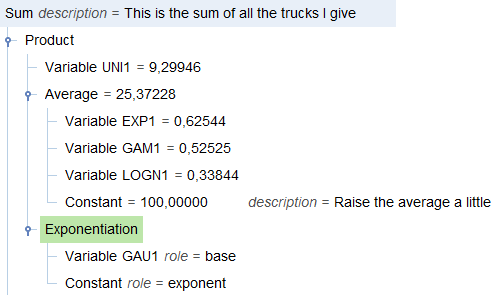 Sum description = This is the sum of all the trucks I give
Product
Variable UNI1 = 9,29946
Average = 25,37228
Variable EXP1 = 0,62544
Variable GAM1 = 0,52525
Variable LOGN1 = 0,33844
Constant = 100,00000 description = Raise the average a little
Exponentiation
Variable GAU1 role = base
Constant role = exponent